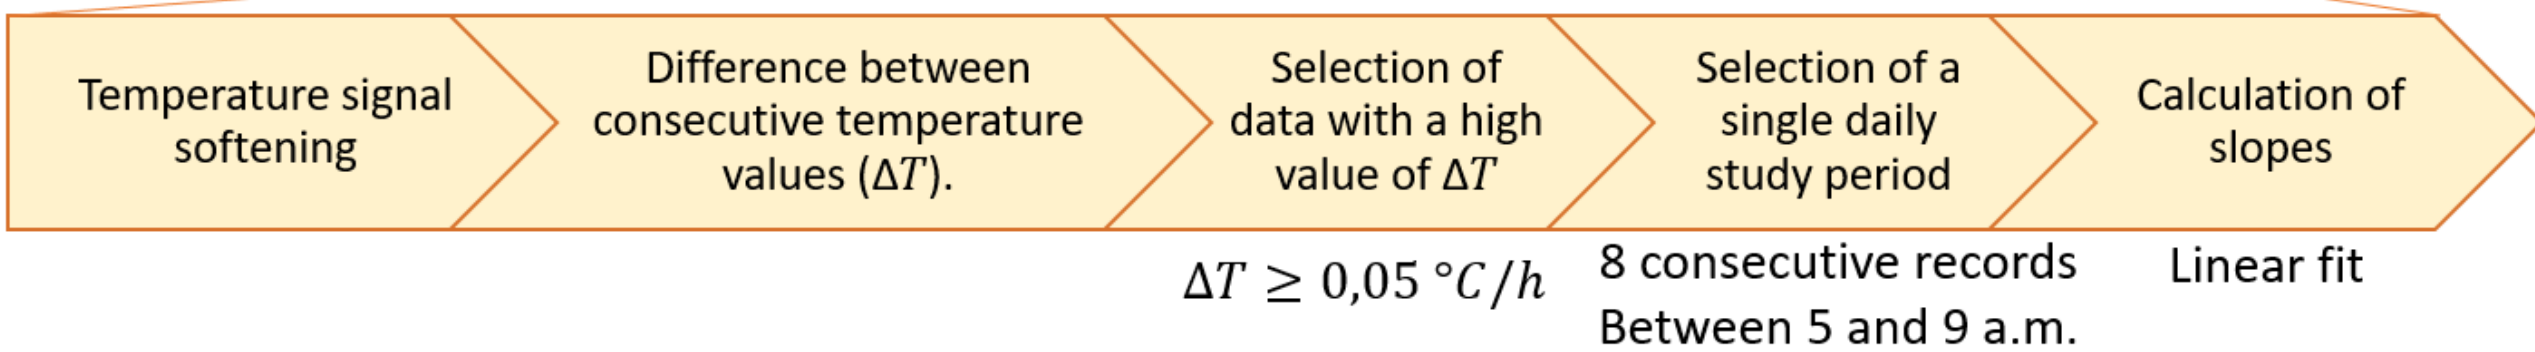 Temperature signal
softening
Difference between
consecutive temperature
values (ΔT).
Selection of
data with a high
value of ΔT
Selection of a
single daily
study period
Calculation of
slopes
ΔT ≥ 0,05 °C/h
8 consecutive records
Between 5 and 9 a.m.
Linear fit